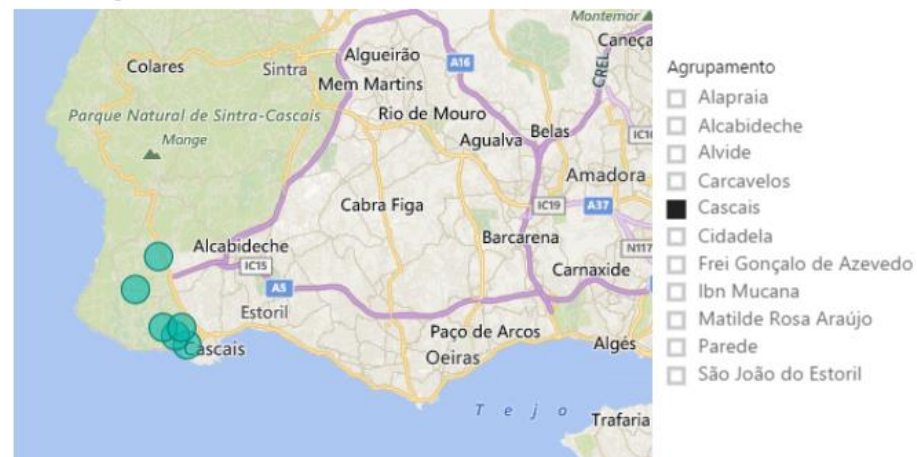 Montemor
Caneça
Colares
Sintra
Algueirão
A16
CREL
Mem Martins
Parque Natural de Sintra-Cascais
Monge
Rio de Mouro
Agualva
Belas
Amadora
Cabra Figa
IC19
A37
Barcarena
N117
Alcabideche
IC15
Carnaxide
A5
Estoril
Paço de Arcos
Algés
Cascais
Oeiras
Tejo
Trafaria
Agrupamento
Alapraia
Alcabideche
Alvide
Carcavelos
Cascais
Cidadela
Frei Gonçalo de Azevedo
Ibn Mucana
Matilde Rosa Araújo
Parede
São João do Estoril